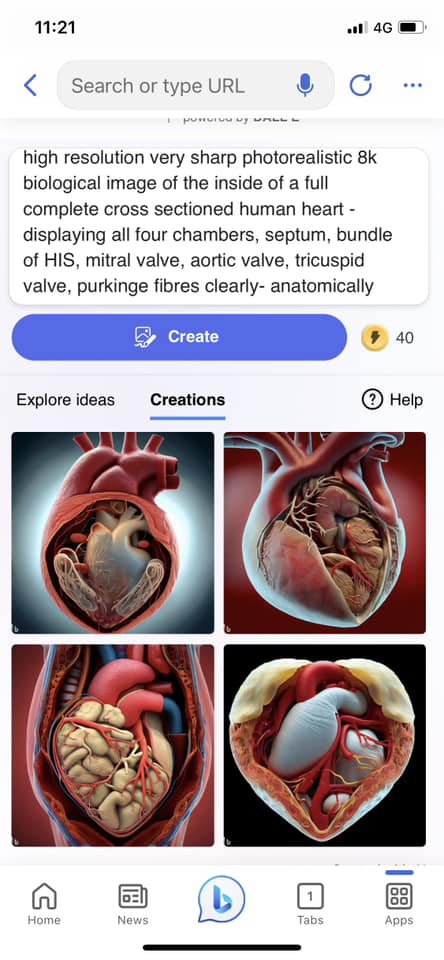 11:21
4G
Search or type URL
powered by DALL·E
high resolution very sharp photorealistic 8k
biological image of the inside of a full
complete cross sectioned human heart -
displaying all four chambers, septum, bundle
of HIS, mitral valve, aortic valve, tricuspid
valve, purkinge fibres clearly- anatomically
Create
40
Explore ideas
Creations
Help
1
Home
News
Tabs
Apps